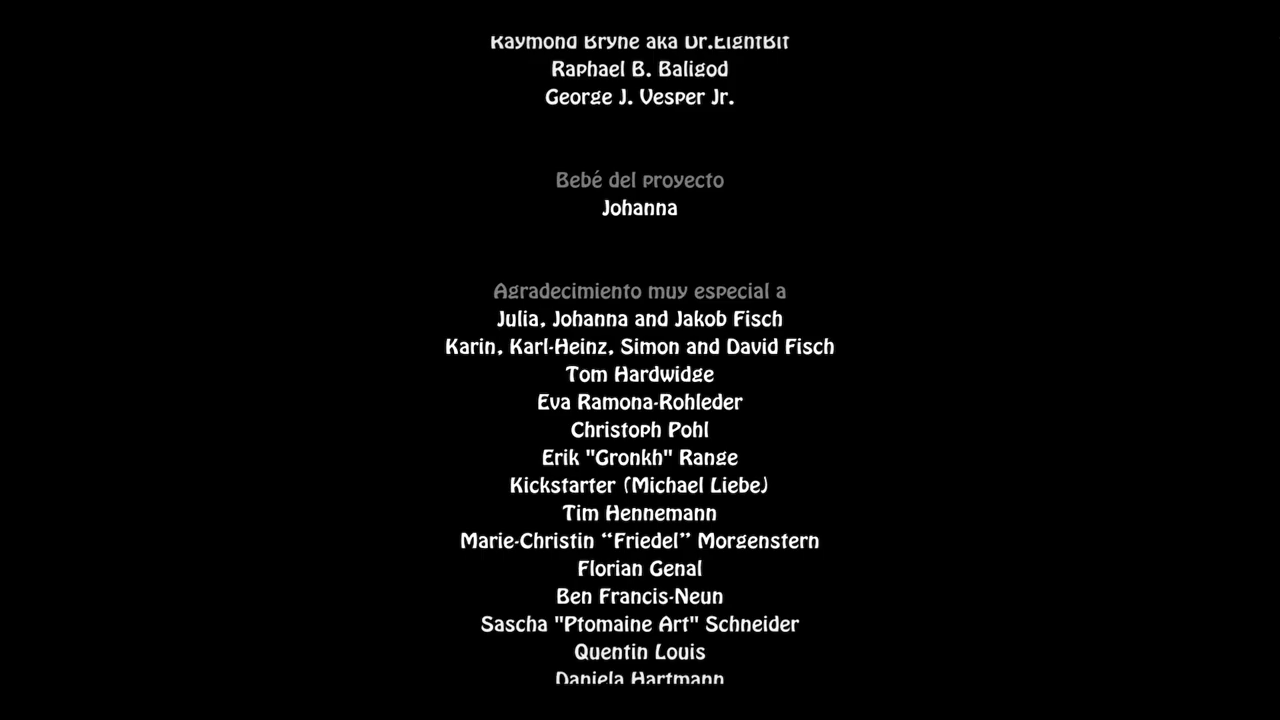 Raymond Bryne aka Dr.EightBit
Raphael B. Baligod
George J. Vesper Jr.
Bebé del proyecto
Johanna
Agradecimiento muy especial a
Julia, Johanna and Jakob Fisch
Karin, Karl-Heinz, Simon and David Fisch
Tom Hardwidge
Eva Ramona-Rohleder
Christoph Pohl
Erik "Gronkh" Range
Kickstarter (Michael Liebe)
Tim Hennemann
Marie-Christin “Friedel” Morgenstern
Florian Genal
Ben Francis-Neun
Sascha "Ptomaine Art" Schneider
Quentin Louis
Daniela Hartmann